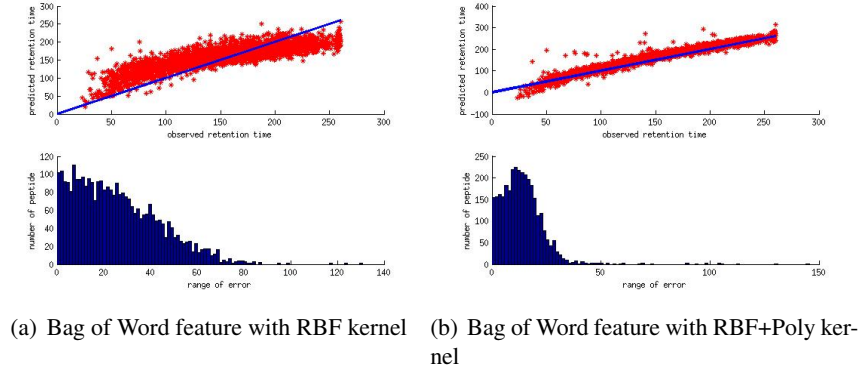 300
250
200
150
100
50
0
predicted retention time
0 50 100 150 200 250 300
observed retention time
120
100
80
60
40
20
0
number of peptide
0 20 40 60 80 100 120 140
range of error
400
300
200
100
0
-100
predicted retention time
0 50 100 150 200 250 300
observed retention time
250
200
150
100
50
0
number of peptide
0 50 100 150
range of error
(a) Bag of Word feature with RBF kernel
(b) Bag of Word feature with RBF+Poly ker-
nel